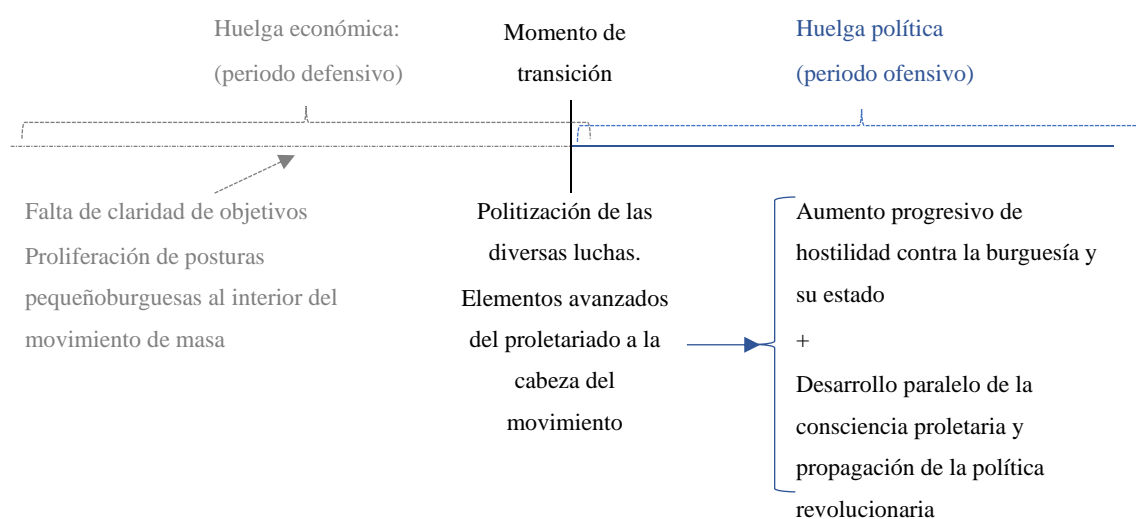 Huelga económica:
(periodo defensivo)
Momento de
transición
Huelga política
(periodo ofensivo)
Falta de claridad de objetivos
Proliferación de posturas
pequeñoburguesas al interior del
movimiento de masa
Politización de las
diversas luchas.
Elementos avanzados
del proletariado a la
cabeza del
movimiento
Aumento progresivo de
hostilidad contra la burguesía y
su estado
+
Desarrollo paralelo de la
consciencia proletaria y
propagación de la política
revolucionaria